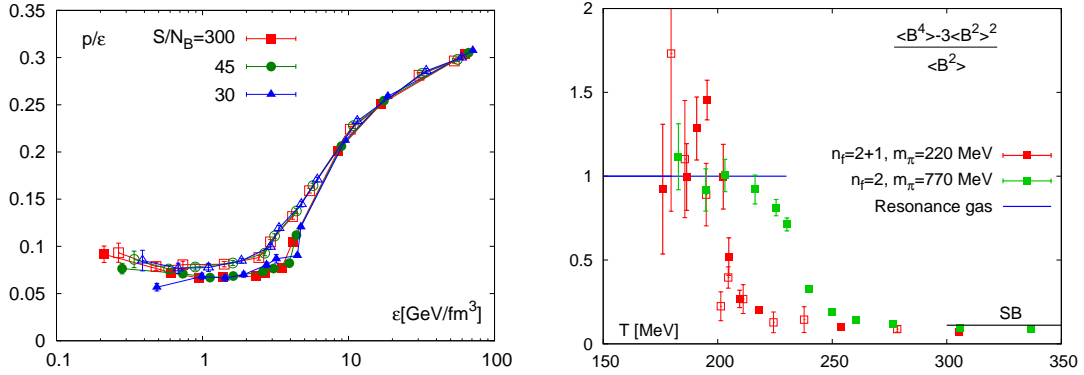 p/ε
S/N_B=300
45
30
0.35
0.3
0.25
0.2
0.15
0.1
0.05
0
0.1
1
10
100
ε[GeV/fm³]
<B⁴>-3<B²>²
<B²>
n_f=2+1, m_π=220 MeV
n_f=2, m_π=770 MeV
Resonance gas
SB
2
1.5
1
0.5
0
150
200
250
300
350
T [MeV]